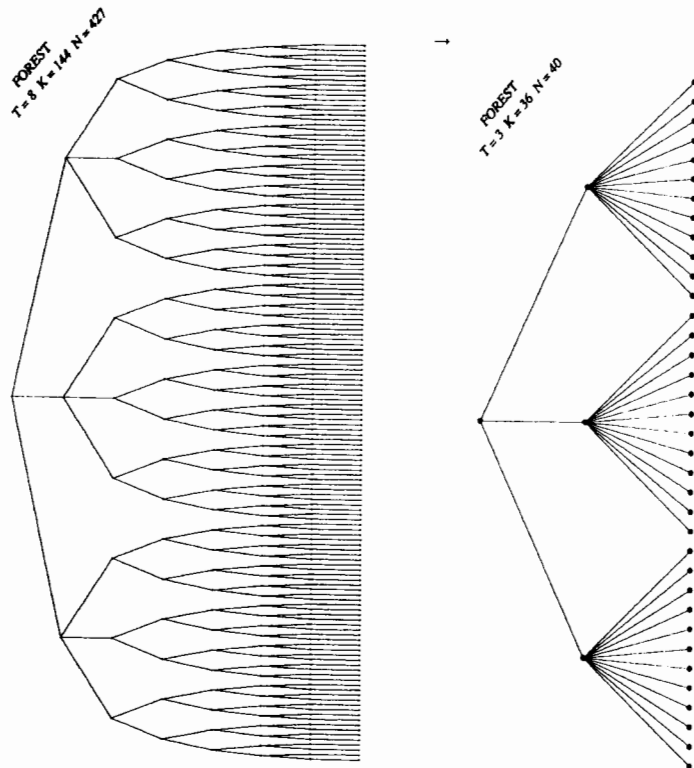 FOREST
T = 8 K = 144 N = 427
→
FOREST
T = 3 K = 36 N = 40